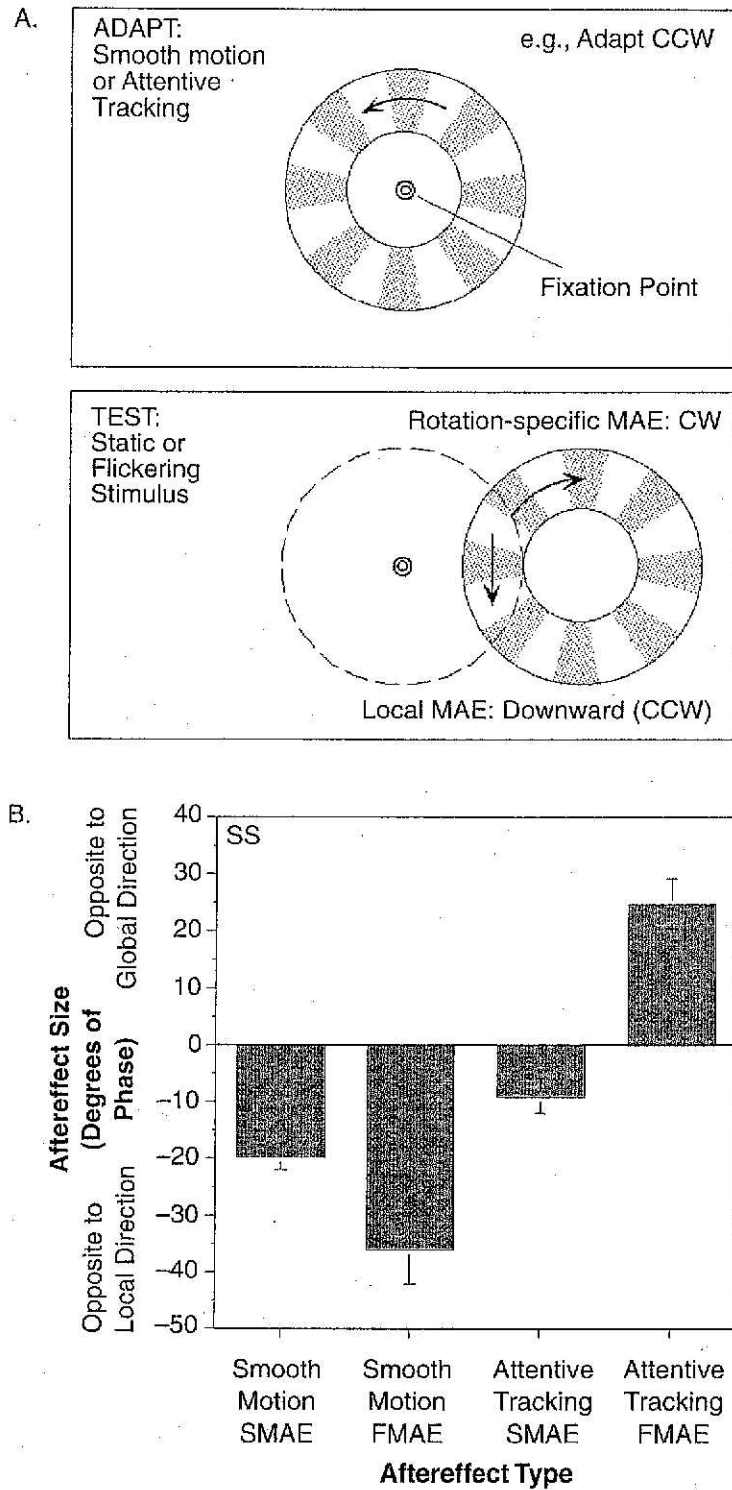 A.
ADAPT:
Smooth motion
or Attentive
Tracking
e.g., Adapt CCW
Fixation Point
TEST:
Static or
Flickering
Stimulus
Rotation-specific MAE: CW
Local MAE: Downward (CCW)
B.
SS
Aftereffect Size
(Degrees of
Phase)
Opposite to
Global Direction
Opposite to
Local Direction
40
30
20
10
0
–10
–20
–30
–40
–50
Smooth
Motion
SMAE
Smooth
Motion
FMAE
Attentive
Tracking
SMAE
Attentive
Tracking
FMAE
Aftereffect Type